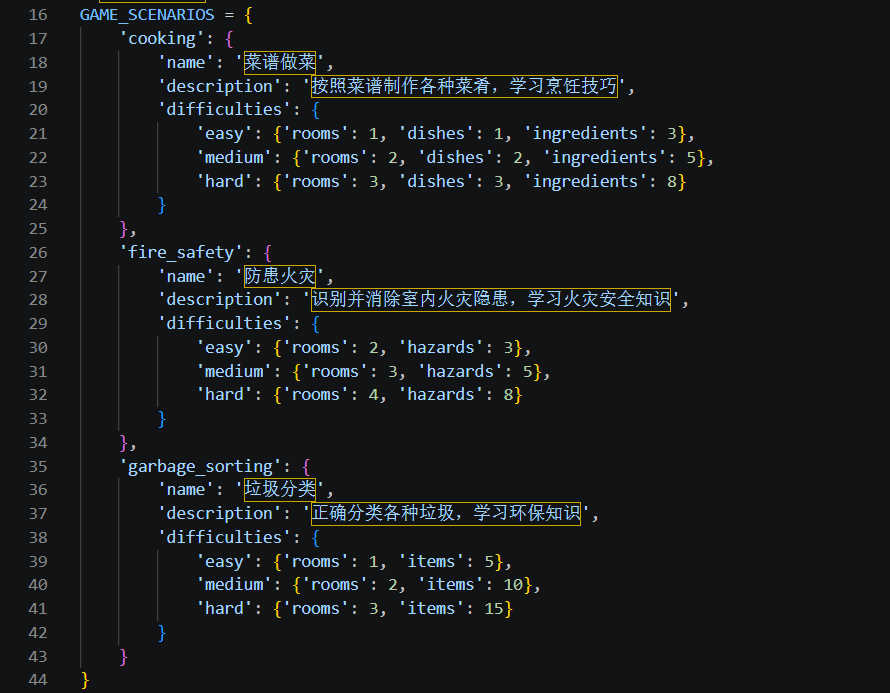 16 GAME_SCENARIOS = {
17     'cooking': {
18         'name': '菜谱做菜',
19         'description': '按照菜谱制作各种菜肴，学习烹饪技巧',
20         'difficulties': {
21             'easy': {'rooms': 1, 'dishes': 1, 'ingredients': 3},
22             'medium': {'rooms': 2, 'dishes': 2, 'ingredients': 5},
23             'hard': {'rooms': 3, 'dishes': 3, 'ingredients': 8}
24         }
25     },
26     'fire_safety': {
27         'name': '防患火灾',
28         'description': '识别并消除室内火灾隐患，学习火灾安全知识',
29         'difficulties': {
30             'easy': {'rooms': 2, 'hazards': 3},
31             'medium': {'rooms': 3, 'hazards': 5},
32             'hard': {'rooms': 4, 'hazards': 8}
33         }
34     },
35     'garbage_sorting': {
36         'name': '垃圾分类',
37         'description': '正确分类各种垃圾，学习环保知识',
38         'difficulties': {
39             'easy': {'rooms': 1, 'items': 5},
40             'medium': {'rooms': 2, 'items': 10},
41             'hard': {'rooms': 3, 'items': 15}
42         }
43     }
44 }